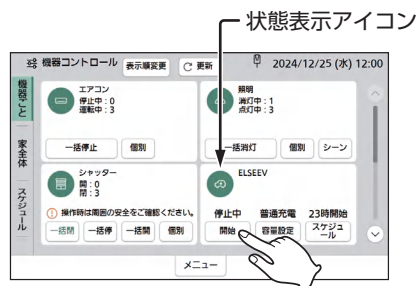 状態表示アイコン
機器コントロール 表示順変更 更新 2024/12/25 (水) 12:00
機器ごと
家全体
スケジュール
エアコン
停止中：0
運転中：3
一括停止 個別
照明
消灯中：1
点灯中：3
一括消灯 個別 シーン
シャッター
開：0
閉：3
操作時は周囲の安全をご確認ください。
一括閉 一括停 一括開 個別
ELSEEV
停止中 普通充電 23時開始
開始 容量設定 スケジュ
ール
メニュー